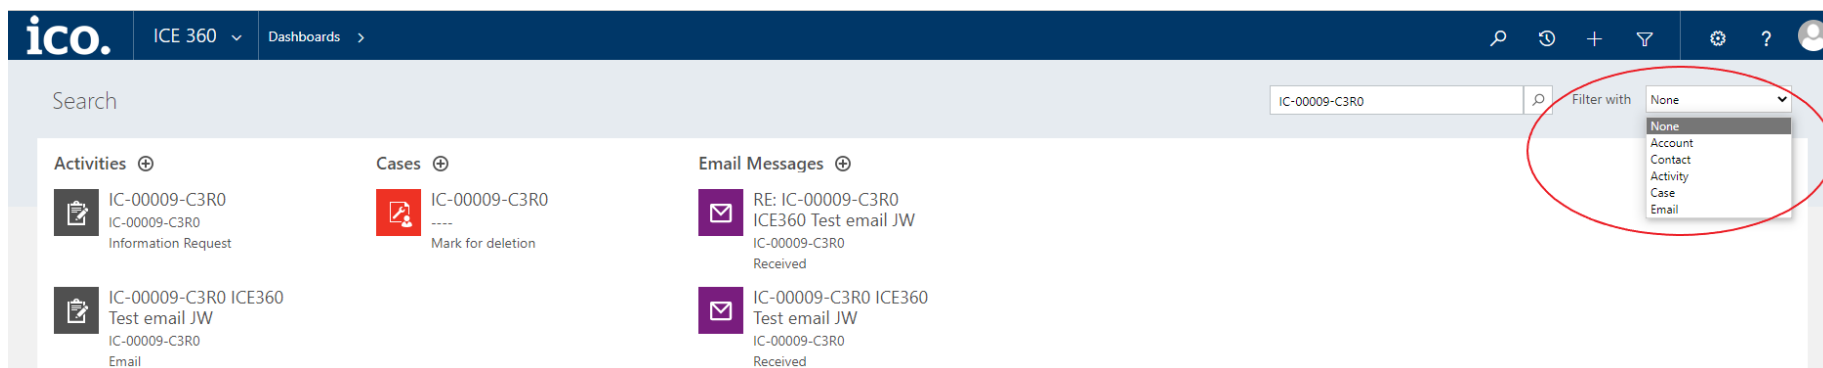 ico.
ICE 360
Dashboards
?
Search
IC-00009-C3R0
Filter with
None
None
Account
Contact
Activity
Case
Email
Activities
IC-00009-C3R0
IC-00009-C3R0
Information Request
IC-00009-C3R0 ICE360
Test email JW
IC-00009-C3R0
Email
Cases
IC-00009-C3R0
----
Mark for deletion
Email Messages
RE: IC-00009-C3R0
ICE360 Test email JW
IC-00009-C3R0
Received
IC-00009-C3R0 ICE360
Test email JW
IC-00009-C3R0
Received